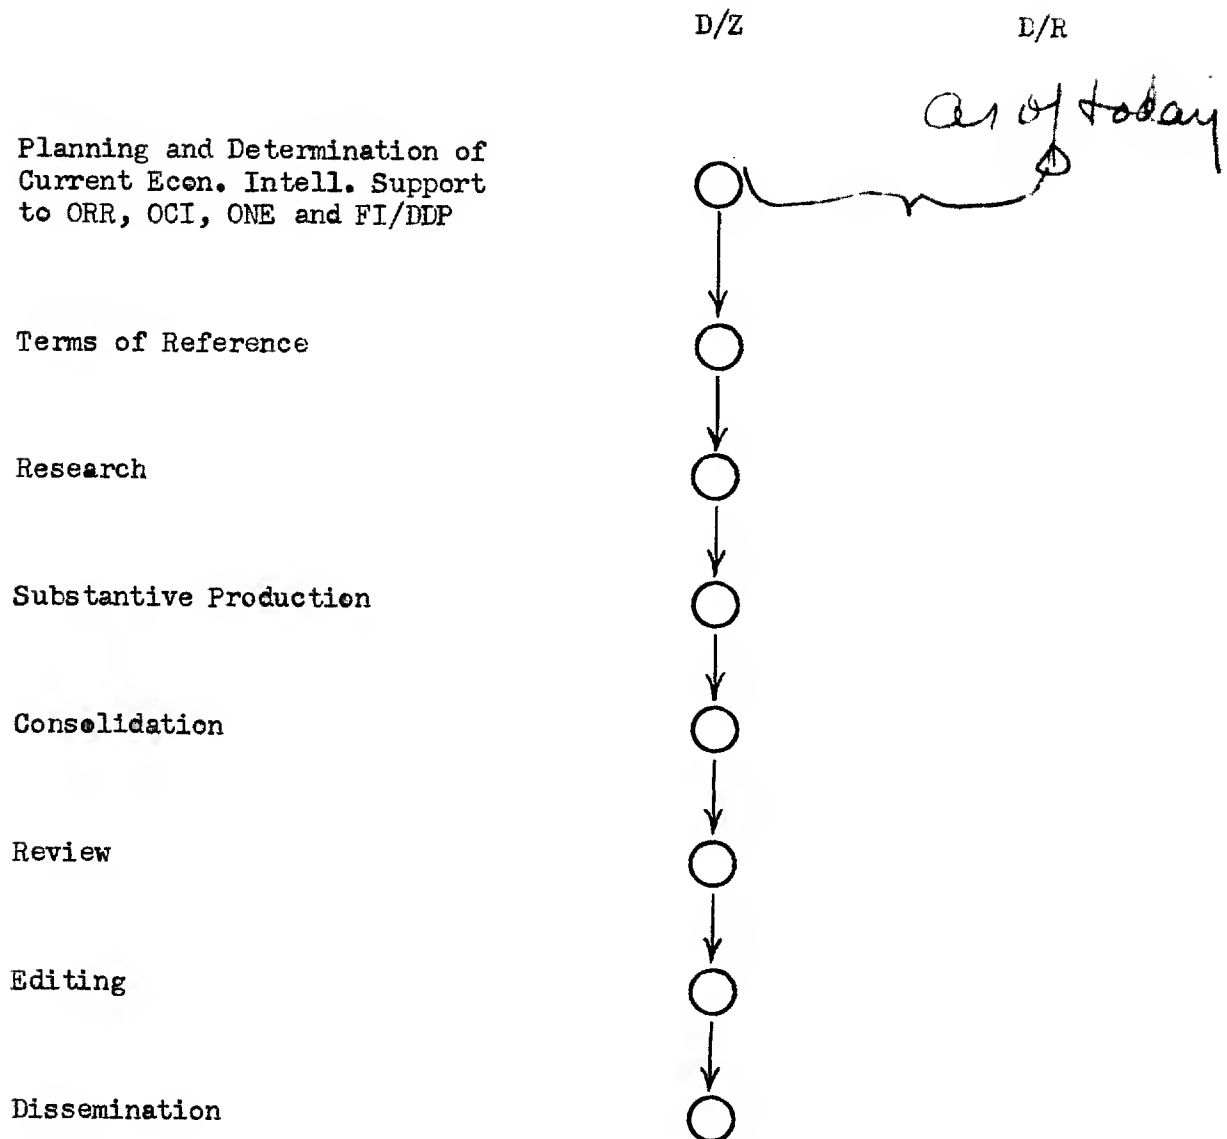 D/Z D/R
as of today
Planning and Determination of
Current Econ. Intell. Support
to ORR, OCI, ONE and FI/DDP
Terms of Reference
Research
Substantive Production
Consolidation
Review
Editing
Dissemination